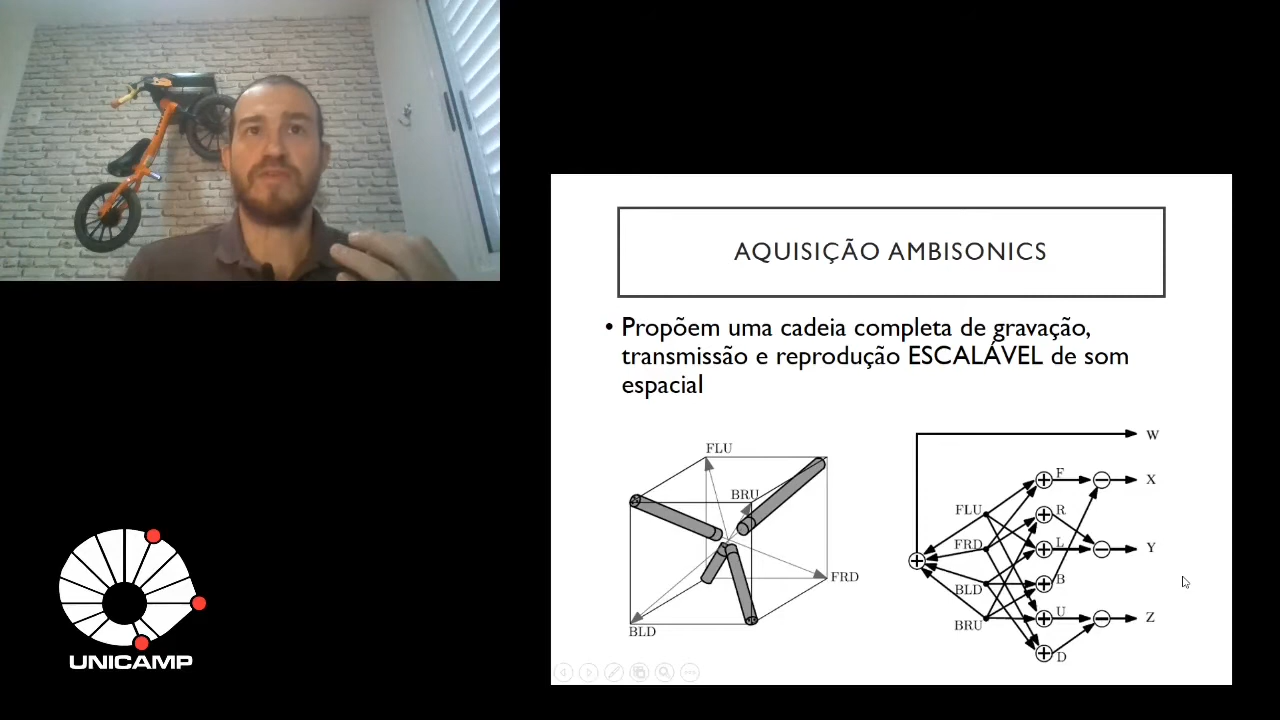 AQUISIÇÃO AMBISONICS
• Propõem uma cadeia completa de gravação,
transmissão e reprodução ESCALÁVEL de som
espacial
FLU
BRU
FRD
BLD
W
F
X
FLU
R
FRD
L
Y
BLD
B
BRU
U
Z
D
UNICAMP